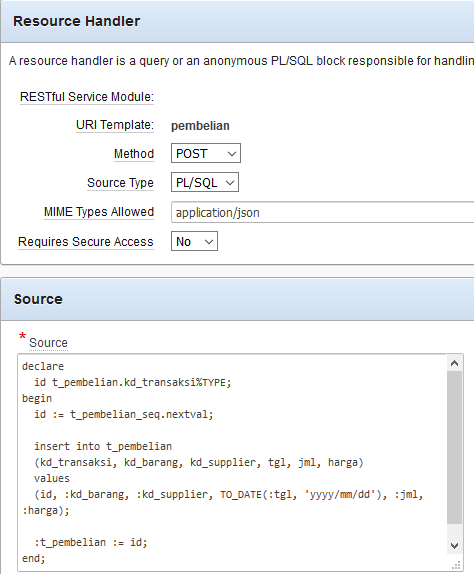 Resource Handler
A resource handler is a query or an anonymous PL/SQL block responsible for handlin
RESTful Service Module:
URI Template: pembelian
Method POST
Source Type PL/SQL
MIME Types Allowed application/json
Requires Secure Access No
Source
* Source
declare
  id t_pembelian.kd_transaksi%TYPE;
begin
  id := t_pembelian_seq.nextval;

  insert into t_pembelian
  (kd_transaksi, kd_barang, kd_supplier, tgl, jml, harga)
  values
  (id, :kd_barang, :kd_supplier, TO_DATE(:tgl, 'yyyy/mm/dd'), :jml,
:harga);

  :t_pembelian := id;
end;